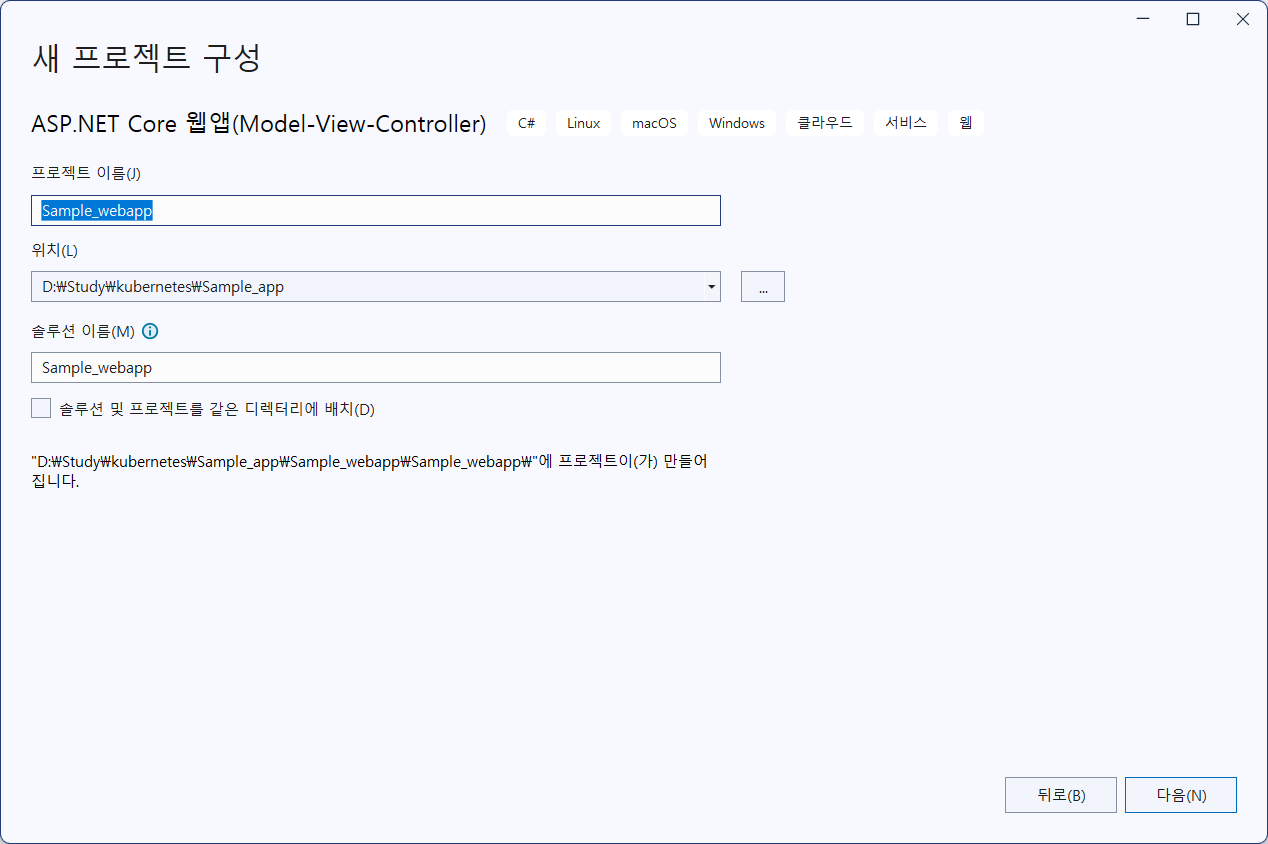 새 프로젝트 구성
ASP.NET Core 웹앱(Model-View-Controller) C# Linux macOS Windows 클라우드 서비스 웹
프로젝트 이름(J)
Sample_webapp
위치(L)
D:₩Study₩kubernetes₩Sample_app ...
솔루션 이름(M)
Sample_webapp
솔루션 및 프로젝트를 같은 디렉터리에 배치(D)
"D:₩Study₩kubernetes₩Sample_app₩Sample_webapp₩Sample_webapp₩"에 프로젝트이(가) 만들어
집니다.
뒤로(B) 다음(N)